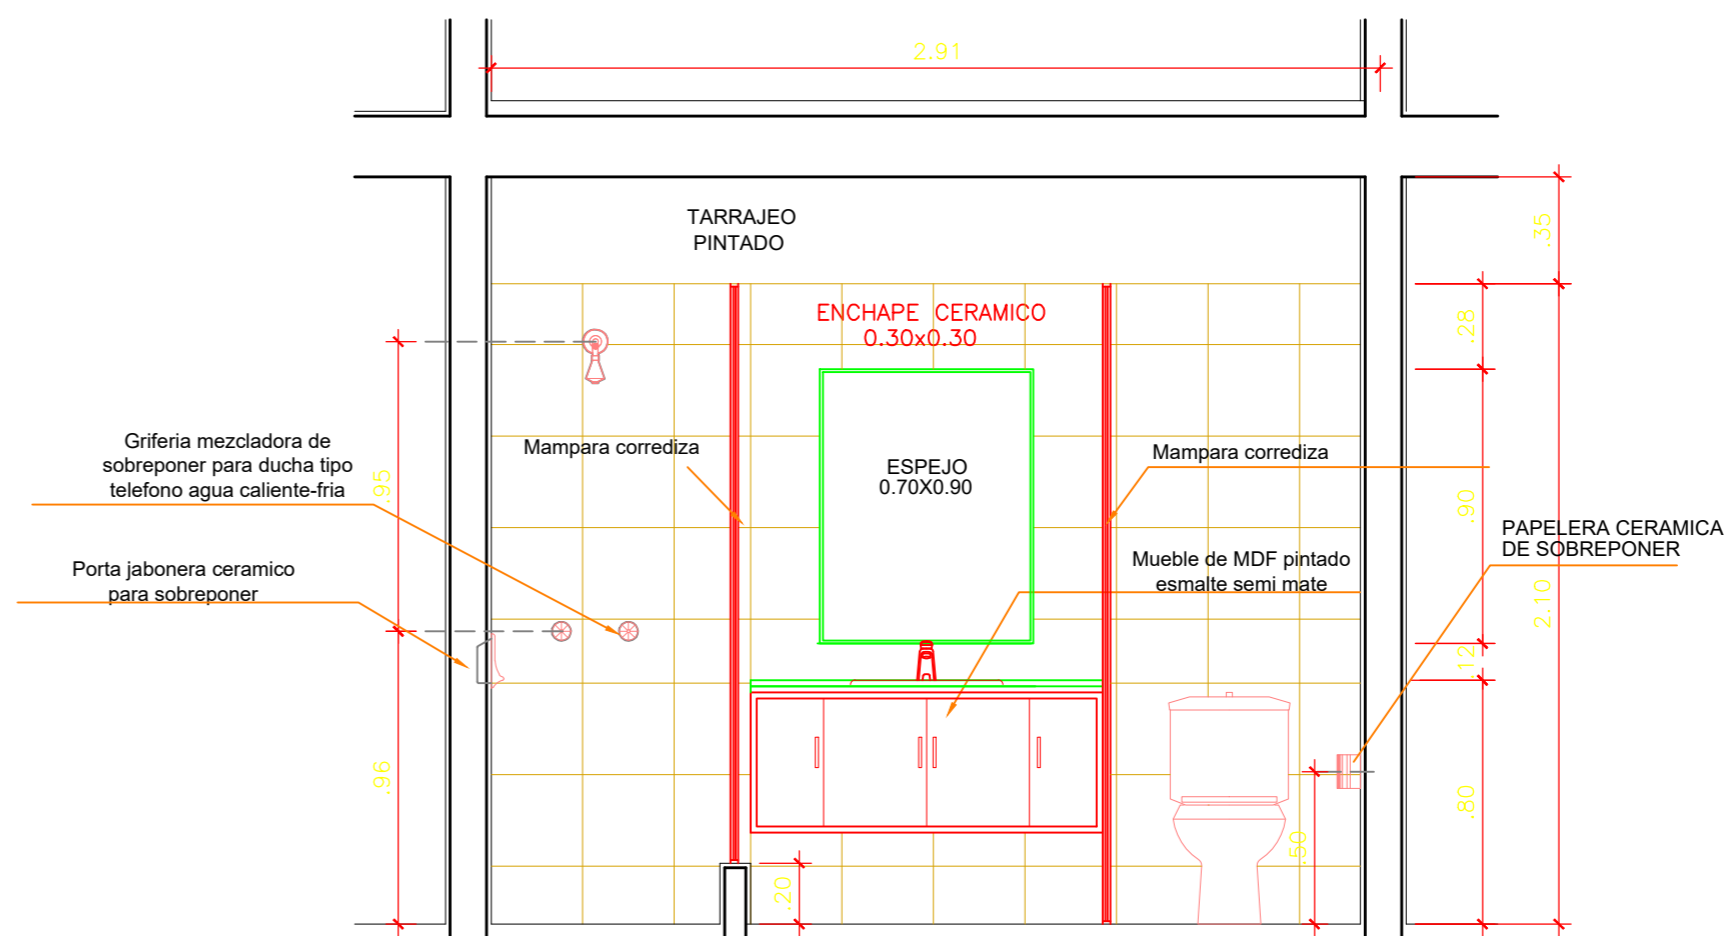 2.91
TARRAJEO
PINTADO
.35
ENCHAPE CERAMICO
0.30x0.30
.28
Griferia mezcladora de
sobreponer para ducha tipo
telefono agua caliente-fria
.95
Mampara corrediza
ESPEJO
0.70X0.90
Mampara corrediza
.90
PAPELERA CERAMICA
DE SOBREPONER
Porta jabonera ceramico
para sobreponer
Mueble de MDF pintado
esmalte semi mate
2.10
.12
.96
.80
.50
.20